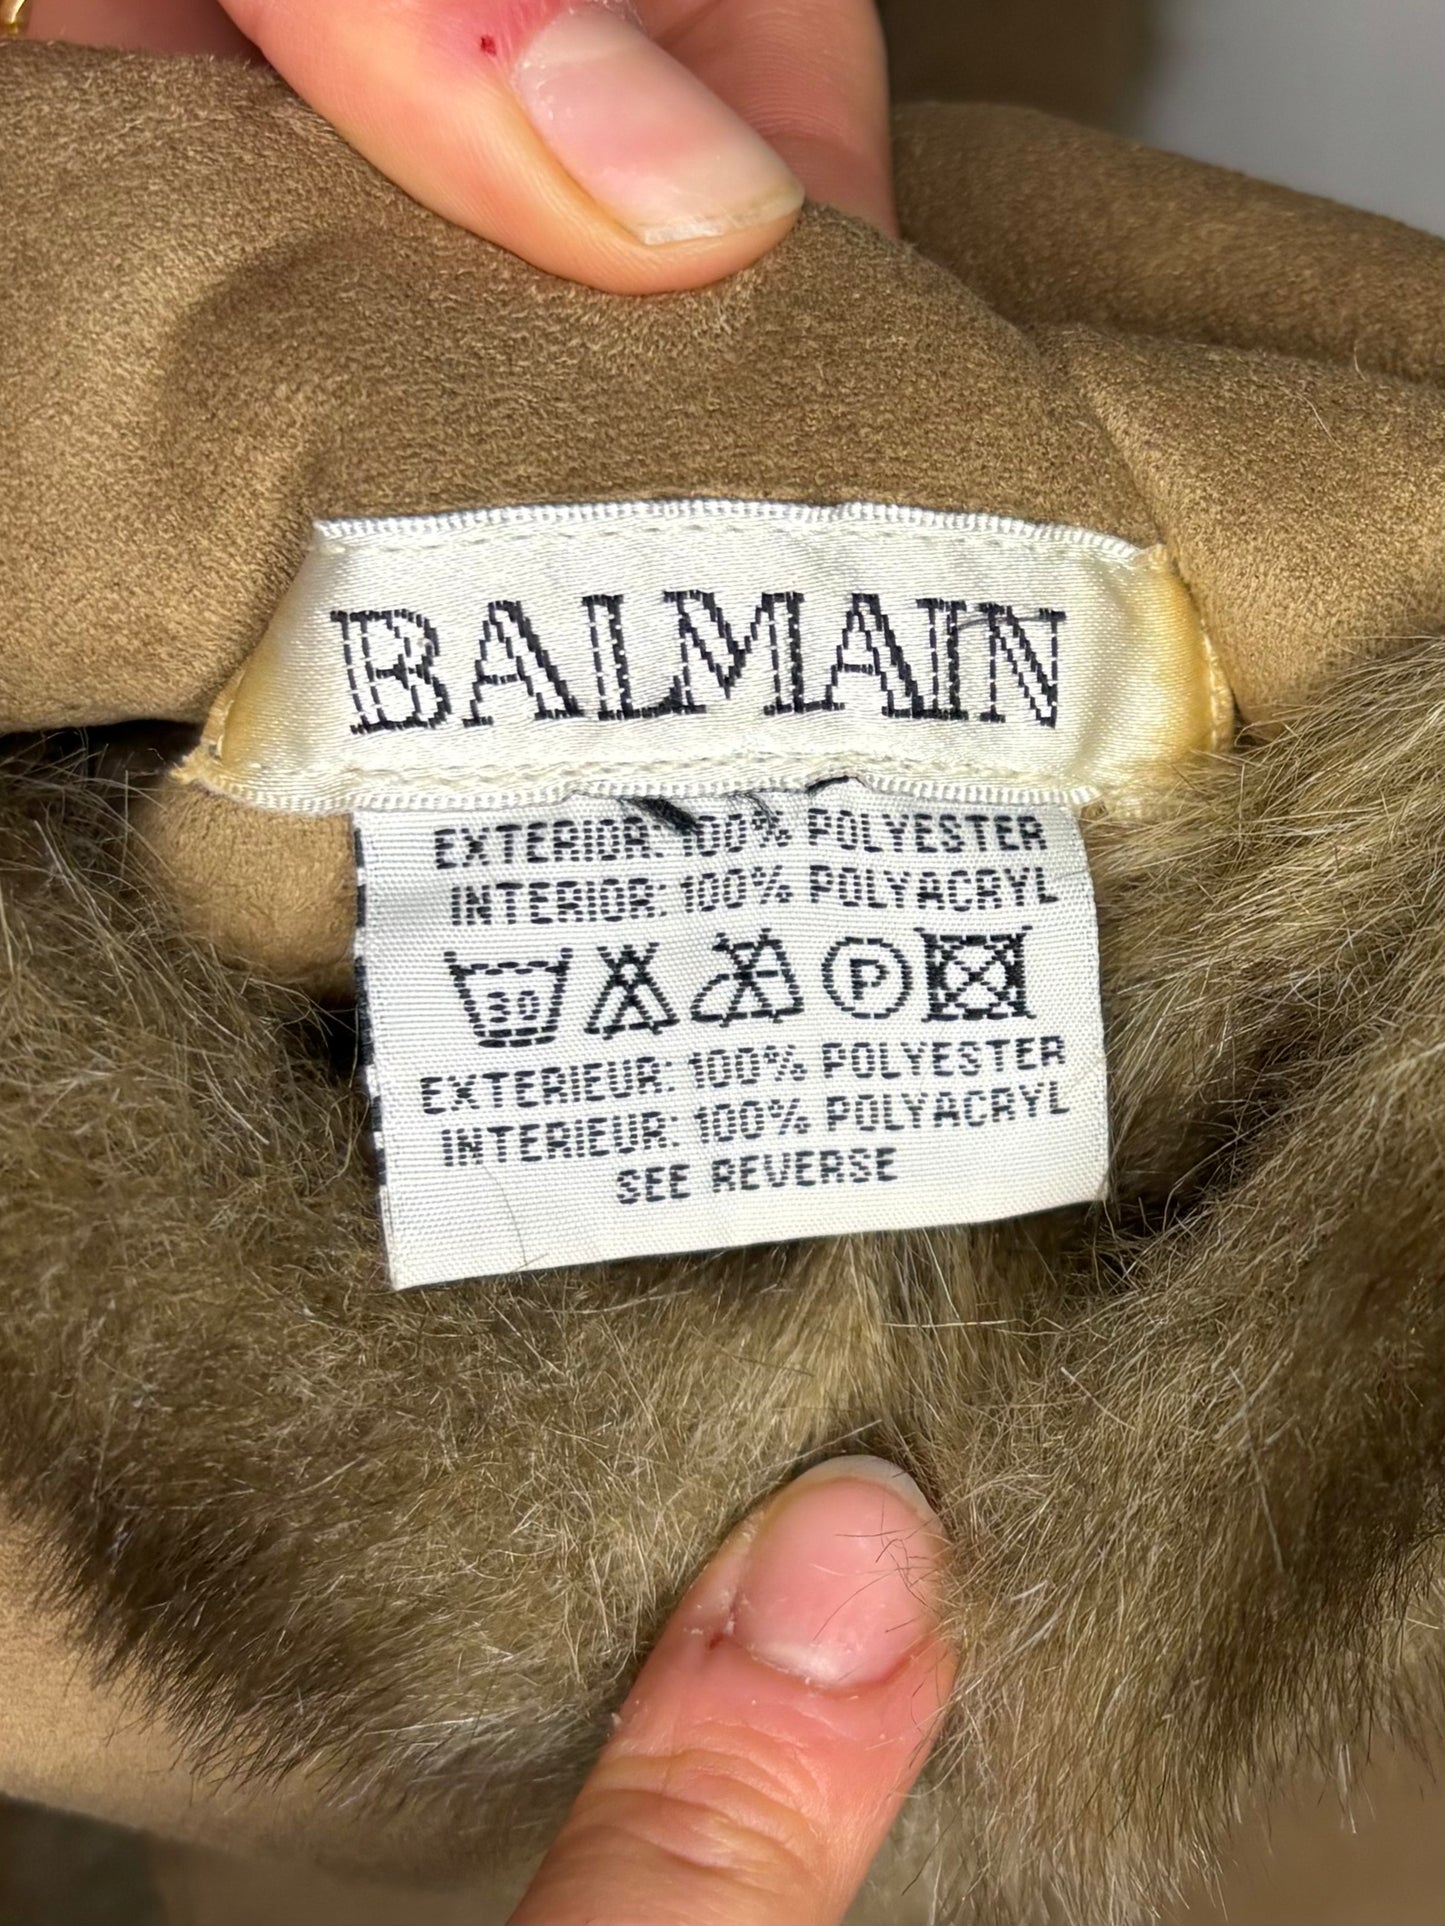 BALMAIN
EXTERIOR: 100% POLYESTER
INTERIOR: 100% POLYACRYL
30 P
EXTERIEUR: 100% POLYESTER
INTERIEUR: 100% POLYACRYL
SEE REVERSE